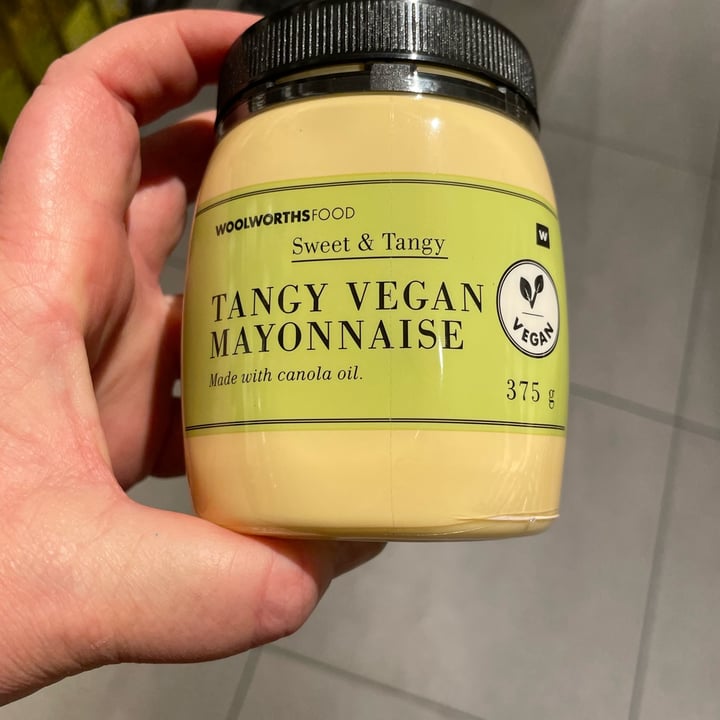 WOOLWORTHSFOOD
W
Sweet & Tangy
TANGY VEGAN
MAYONNAISE
VEGAN
Made with canola oil.
375 g